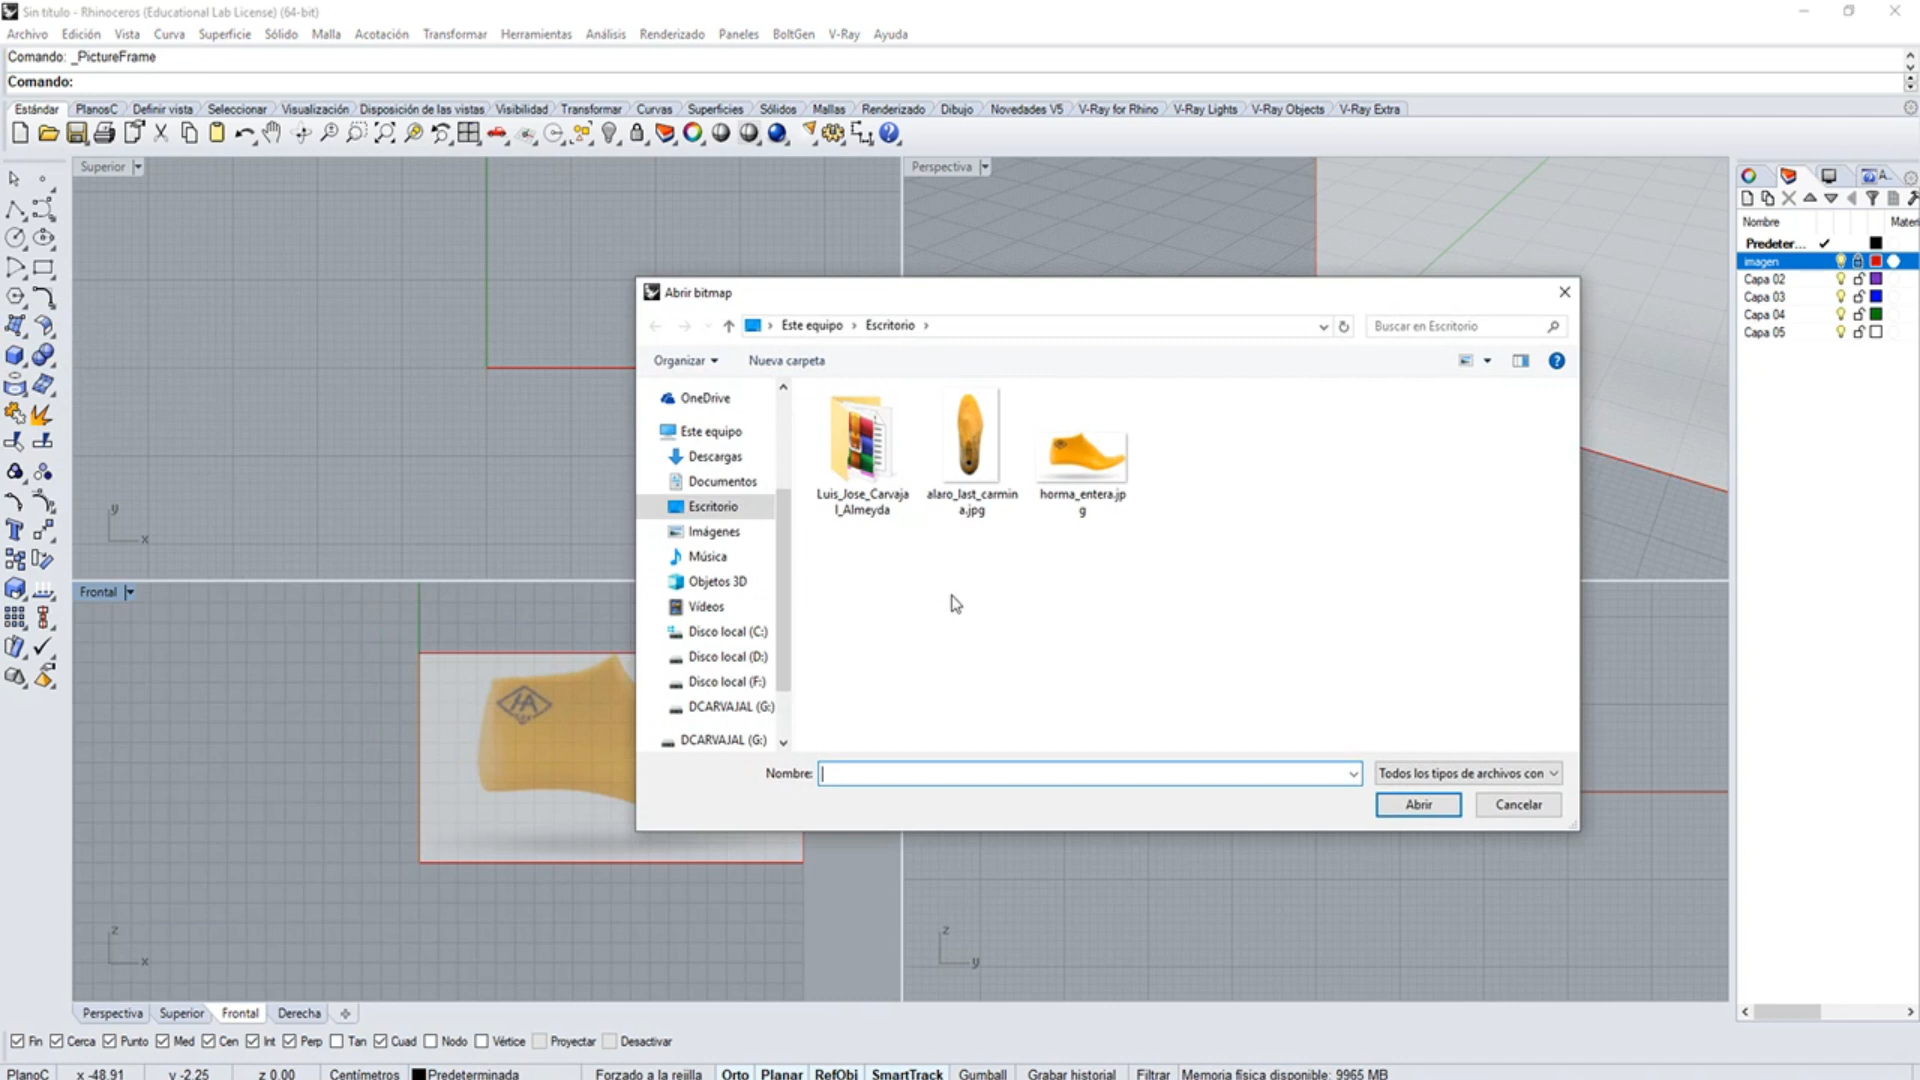 Sin título - Rhinoceros (Educational Lab License) (64-bit)
Archivo Edición Vista Curva Superficie Sólido Malla Acotación Transformar Herramientas Análisis Renderizado Paneles BoltGen V-Ray Ayuda
Comando: _PictureFrame
Comando:
Estándar PlanosC Definir vista Seleccionar Visualización Disposición de las vistas Visibilidad Transformar Curvas Superficies Sólidos Mallas Renderizado Dibujo Novedades V5 V-Ray for Rhino V-Ray Lights V-Ray Objects V-Ray Extra
Superior
Perspectiva
A...
Nombre Materi
Predeter...
imagen
Capa 02
Capa 03
Capa 04
Capa 05
Abrir bitmap
Este equipo > Escritorio >
Buscar en Escritorio
Organizar
Nueva carpeta
OneDrive
Este equipo
Descargas
Documentos
Escritorio
Imágenes
Música
Objetos 3D
Vídeos
Disco local (C:)
Disco local (D:)
Disco local (F:)
DCARVAJAL (G:)
DCARVAJAL (G:)
Luis_Jose_Carvaja
l_Almeyda
alaro_last_carmin
a.jpg
horma_entera.jp
g
Nombre:
Todos los tipos de archivos con
Abrir
Cancelar
y
x
Frontal
z
x
z
y
Perspectiva Superior Frontal Derecha
Fin Cerca Punto Med Cen Int Perp Tan Cuad Nodo Vértice Proyectar Desactivar
PlanoC x -48.91 y -2.25 z 0.00 Centímetros Predeterminada Forzado a la rejilla Orto Planar RefObj SmartTrack Gumball Grabar historial Filtrar Memoria física disponible: 9965 MB